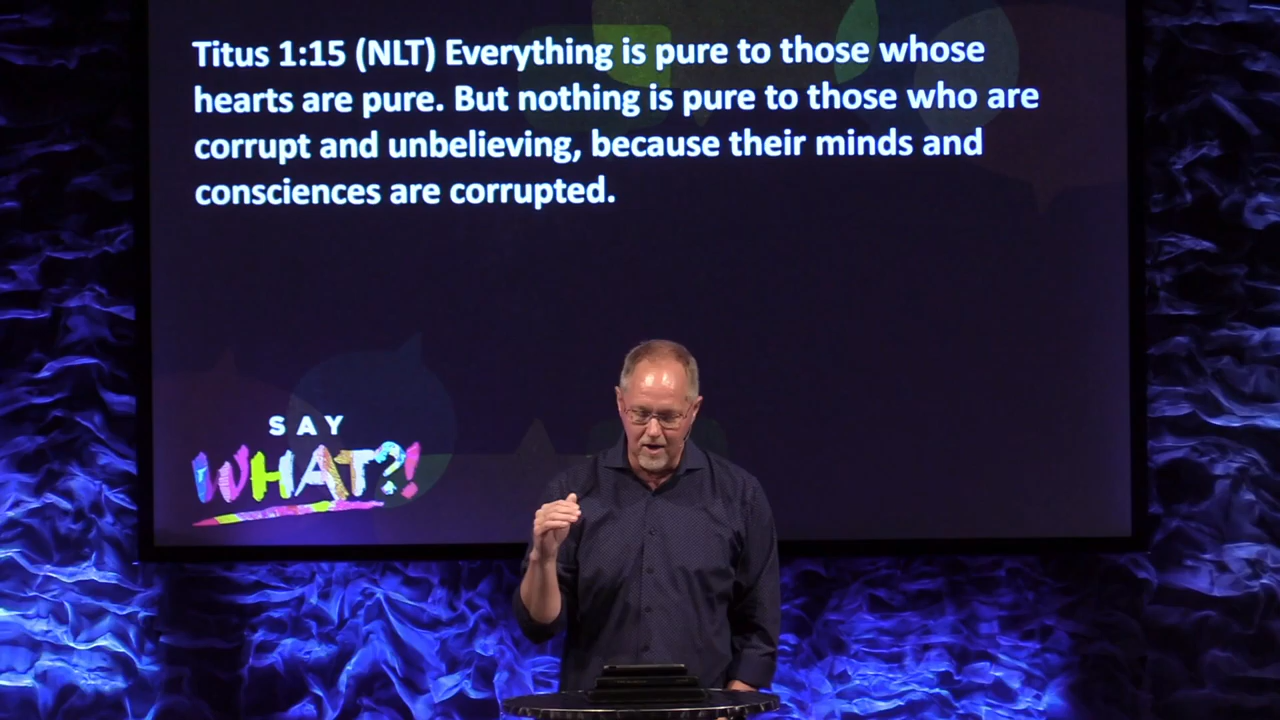 Titus 1:15 (NLT) Everything is pure to those whose
hearts are pure. But nothing is pure to those who are
corrupt and unbelieving, because their minds and
consciences are corrupted.
SAY
WHAT?!